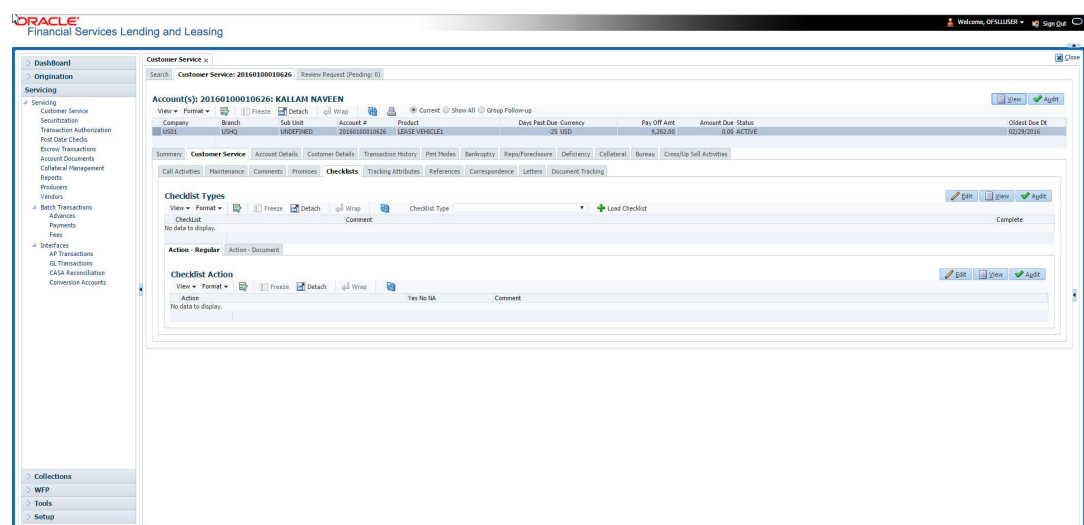 ORACLE
Financial Services Lending and Leasing
Welcome, OFSLLUSER
Sign Out
Close
DashBoard
Origination
Servicing
Servicing
Customer Service
Securitization
Transaction Authorization
Post Date Checks
Escrow Transactions
Account Documents
Collateral Management
Reports
Producers
Vendors
Batch Transactions
Advances
Payments
Fees
Interfaces
AP Transactions
GL Transactions
CASA Reconciliation
Conversion Accounts
Collections
WFP
Tools
Setup
Customer Service x
Search Customer Service: 20160100010626 Review Request (Pending: 0)
Account(s): 20160100010626: KALLAM NAVEEN
View Audit
View Format Freeze Detach Wrap Current Show All Group Follow-up
Company Branch Sub Unit Account # Product Days Past Due Currency Pay Off Amt Amount Due Status Oldest Due Dt
US01 USHQ UNDEFINED 20160100010626 LEASE VEHICLE1 -25 USD 9,262.00 0.00 ACTIVE 02/29/2016
Summary Customer Service Account Details Customer Details Transaction History Pmt Modes Bankruptcy Repo/Foreclosure Deficiency Collateral Bureau Cross/Up Sell Activities
Call Activities Maintenance Comments Promises Checklists Tracking Attributes References Correspondence Letters Document Tracking
Checklist Types
Edit View Audit
View Format Freeze Detach Wrap Checklist Type Load Checklist
CheckList Comment Complete
No data to display.
Action - Regular Action - Document
Checklist Action
Edit View Audit
View Format Freeze Detach Wrap
Action Yes No NA Comment
No data to display.